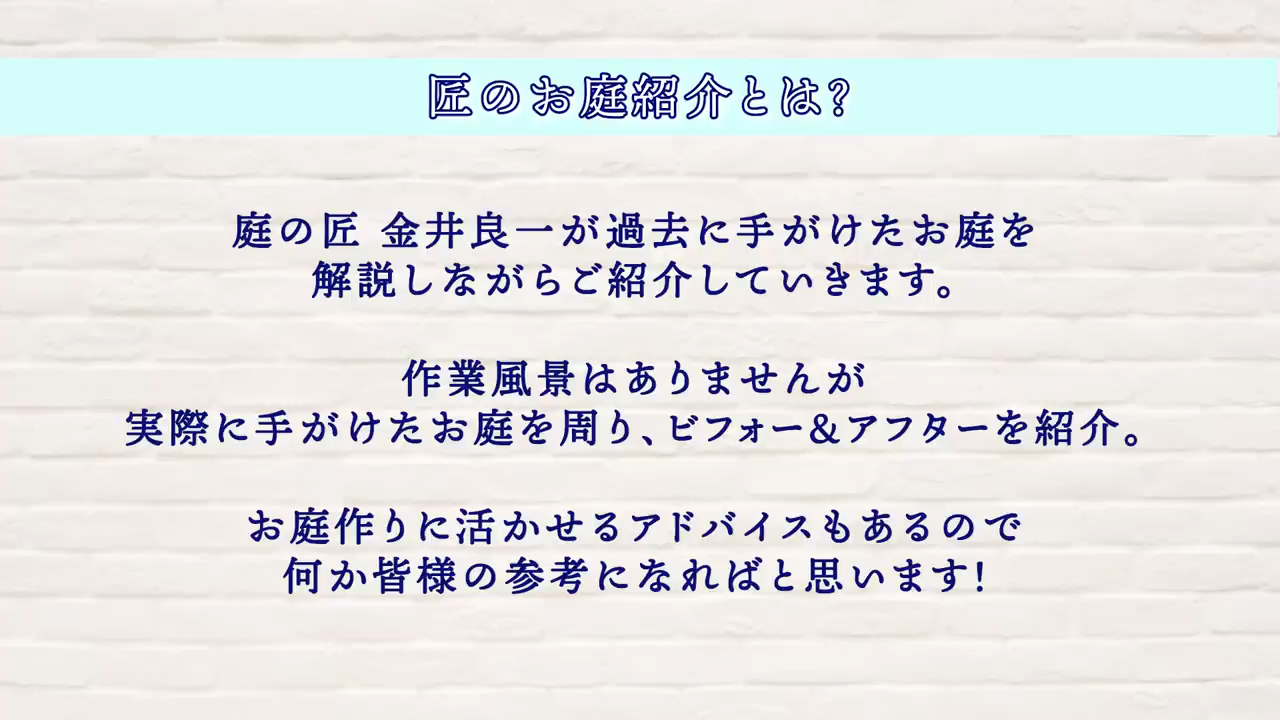 匠のお庭紹介とは?
庭の匠 金井良一が過去に手がけたお庭を
解説しながらご紹介していきます。
作業風景はありませんが
実際に手がけたお庭を周り、ビフォー&アフターを紹介。
お庭作りに活かせるアドバイスもあるので
何か皆様の参考になればと思います!